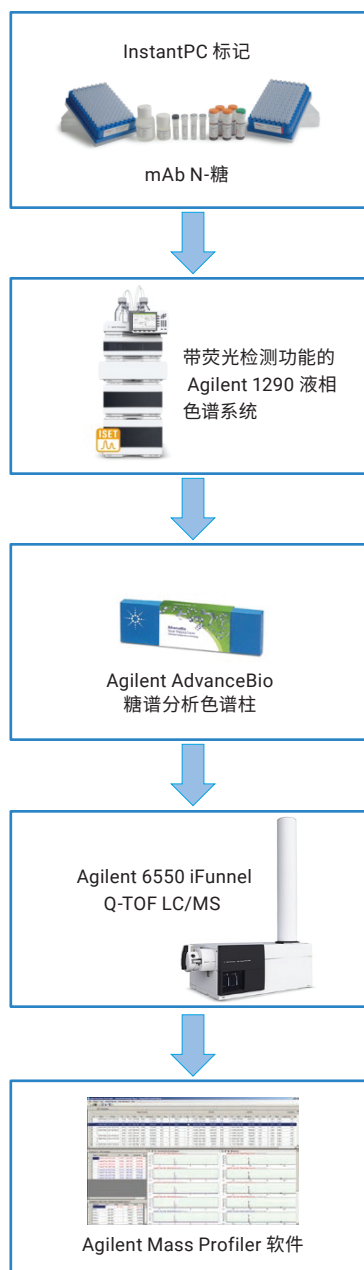 InstantPC 标记
mAb N-糖
带荧光检测功能的
Agilent 1290 液相
色谱系统
ISET
Agilent AdvanceBio
糖谱分析色谱柱
Agilent 6550 iFunnel
Q-TOF LC/MS
Agilent Mass Profiler 软件